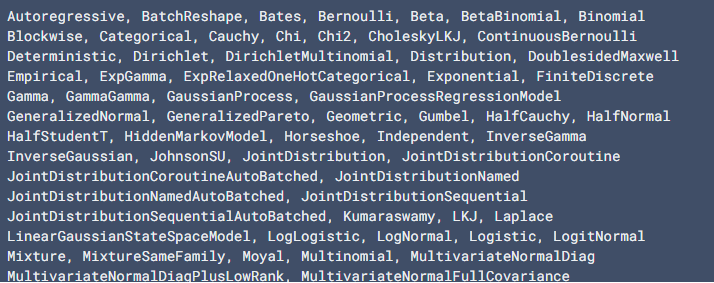 Autoregressive, BatchReshape, Bates, Bernoulli, Beta, BetaBinomial, Binomial
Blockwise, Categorical, Cauchy, Chi, Chi2, CholeskyLKJ, ContinuousBernoulli
Deterministic, Dirichlet, DirichletMultinomial, Distribution, DoublesidedMaxwell
Empirical, ExpGamma, ExpRelaxedOneHotCategorical, Exponential, FiniteDiscrete
Gamma, GammaGamma, GaussianProcess, GaussianProcessRegressionModel
GeneralizedNormal, GeneralizedPareto, Geometric, Gumbel, HalfCauchy, HalfNormal
HalfStudentT, HiddenMarkovModel, Horseshoe, Independent, InverseGamma
InverseGaussian, JohnsonSU, JointDistribution, JointDistributionCoroutine
JointDistributionCoroutineAutoBatched, JointDistributionNamed
JointDistributionNamedAutoBatched, JointDistributionSequential
JointDistributionSequentialAutoBatched, Kumaraswamy, LKJ, Laplace
LinearGaussianStateSpaceModel, LogLogistic, LogNormal, Logistic, LogitNormal
Mixture, MixtureSameFamily, Moyal, Multinomial, MultivariateNormalDiag
MultivariateNormalDiagPlusLowRank, MultivariateNormalFullCovariance